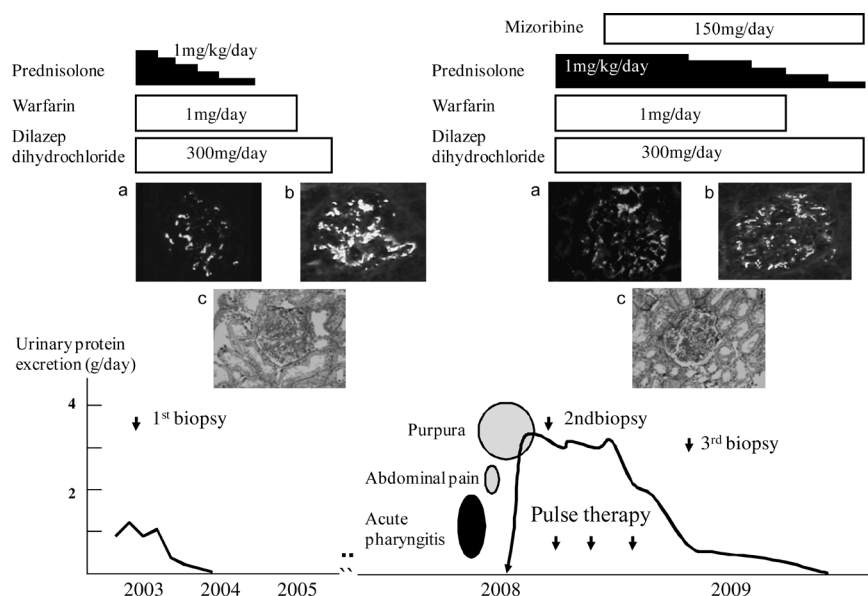 Mizoribine
150mg/day
1mg/kg/day
Prednisolone
Warfarin
1mg/day
Dilazep
dihydrochloride
300mg/day
Prednisolone
1mg/kg/day
Warfarin
1mg/day
Dilazep
dihydrochloride
300mg/day
a
b
a
b
c
c
Urinary protein
excretion (g/day)
4
2
1st biopsy
Purpura
2ndbiopsy
3rd biopsy
Abdominal pain
Acute
pharyngitis
Pulse therapy
2003
2004
2005
2008
2009